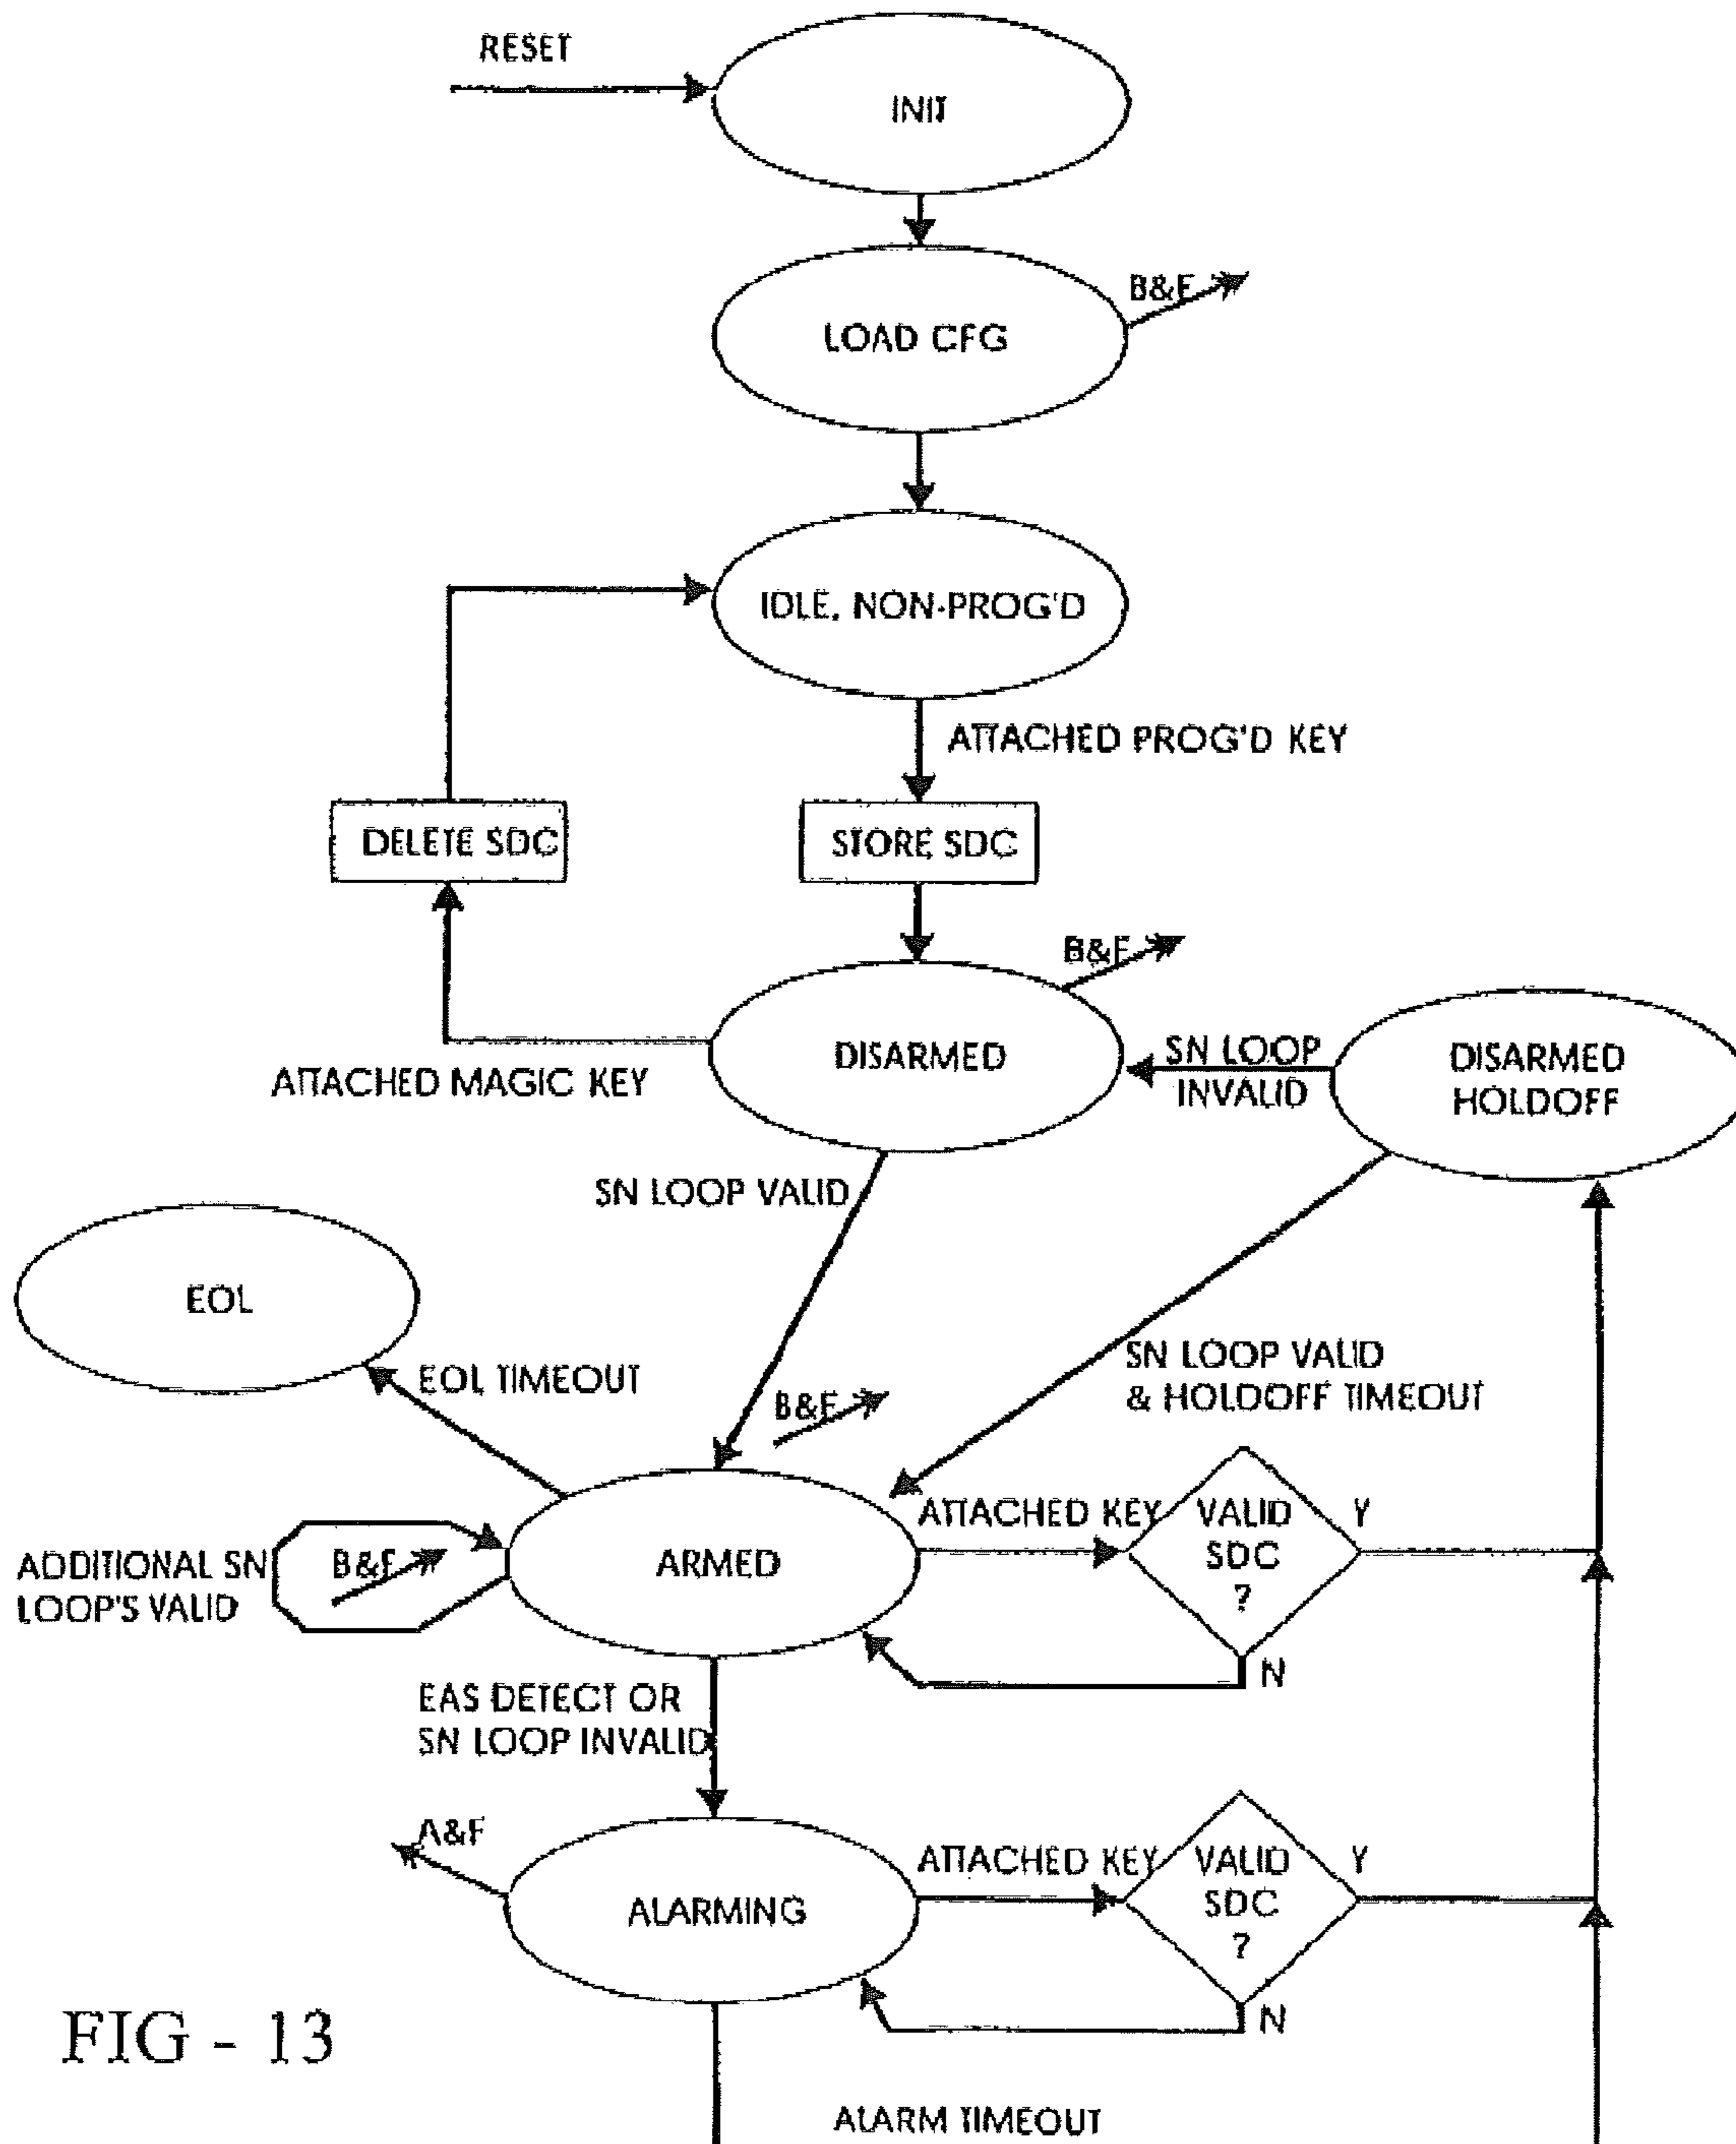 RESET
INIT
LOAD CFG
B&F
IDLE, NON-PROG'D
ATTACHED PROG'D KEY
DELETE SDC
STORE SDC
B&F
DISARMED
SN LOOP
INVALID
DISARMED
HOLDOFF
ATTACHED MAGIC KEY
SN LOOP VALID
EOL
EOL TIMEOUT
SN LOOP VALID
& HOLDOFF TIMEOUT
B&F
ATTACHED KEY
VALID
SDC
?
Y
N
ADDITIONAL SN
LOOP'S VALID
B&F
ARMED
EAS DETECT OR
SN LOOP INVALID
A&F
ALARMING
ATTACHED KEY
VALID
SDC
?
Y
N
FIG - 13
ALARM TIMEOUT